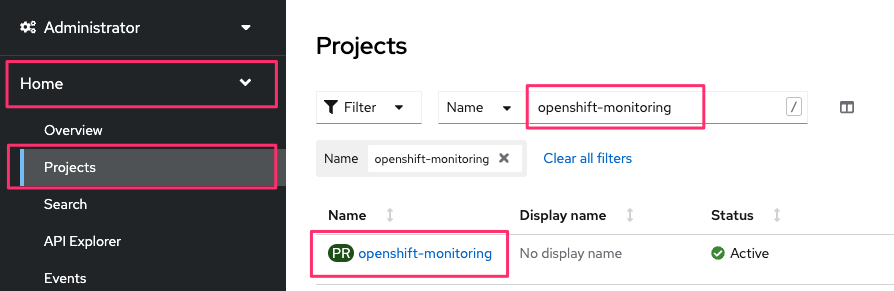 Administrator
Home
Overview
Projects
Search
API Explorer
Events
Projects
Filter
Name
openshift-monitoring
/
Name openshift-monitoring
Clear all filters
Name Display name Status
PR openshift-monitoring No display name Active